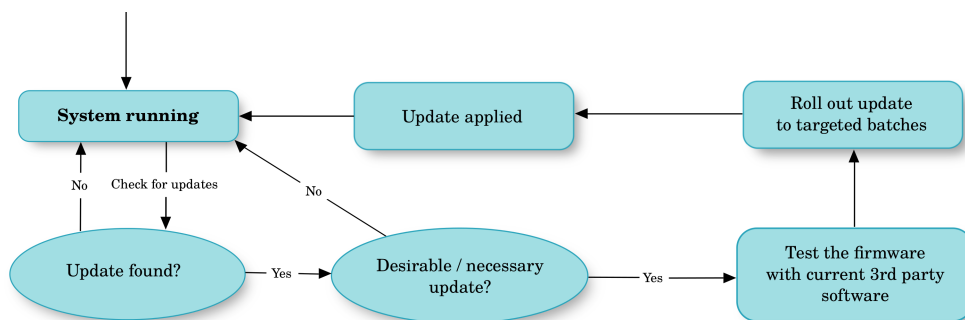 System running
Update applied
Roll out update
to targeted batches
No
Check for updates
No
Update found?
Yes
Desirable / necessary
update?
Yes
Test the firmware
with current 3rd party
software